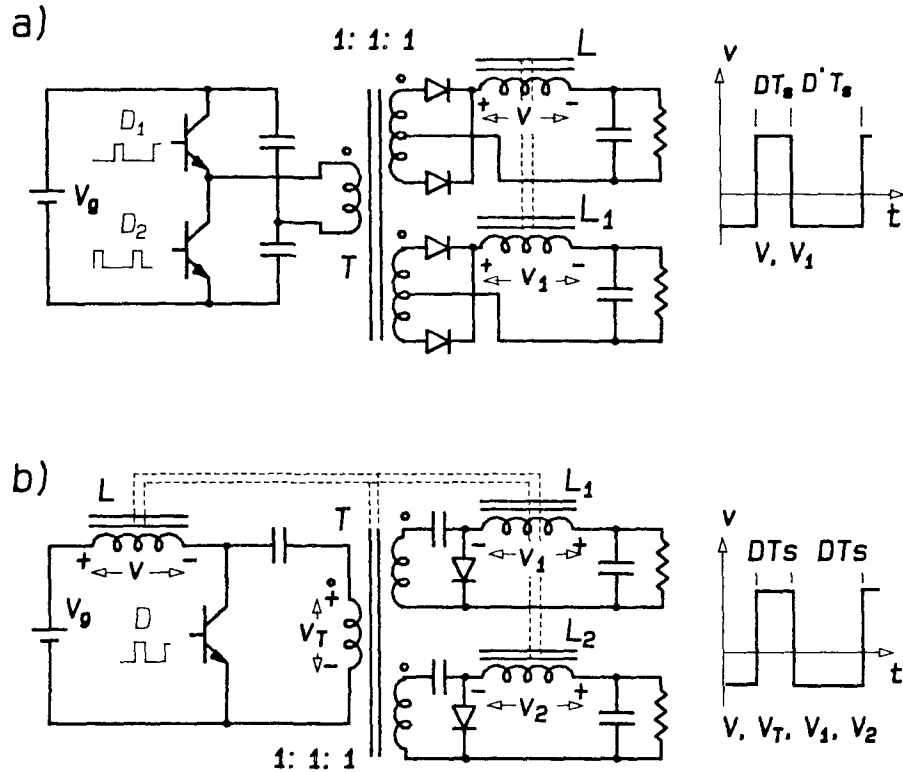 a)
1: 1: 1
L
V
DTs D'Ts
D1
+ V -
Vg
L1
t
D2
V, V1
T
+ V1 -
b)
L
T
L1
V
+ V -
- V1 +
DTs DTs
Vg
D
+
VT
-
L2
t
- V2 +
V, VT, V1, V2
1: 1: 1